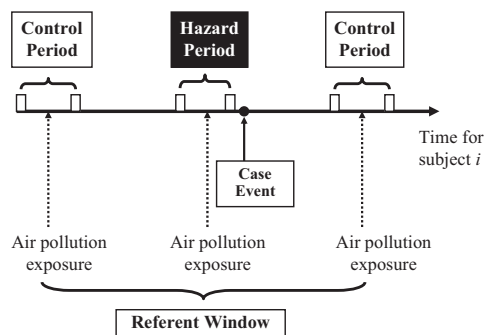 Control
Period
Hazard
Period
Control
Period
Time for
subject i
Case
Event
Air pollution
exposure
Air pollution
exposure
Air pollution
exposure
Referent Window